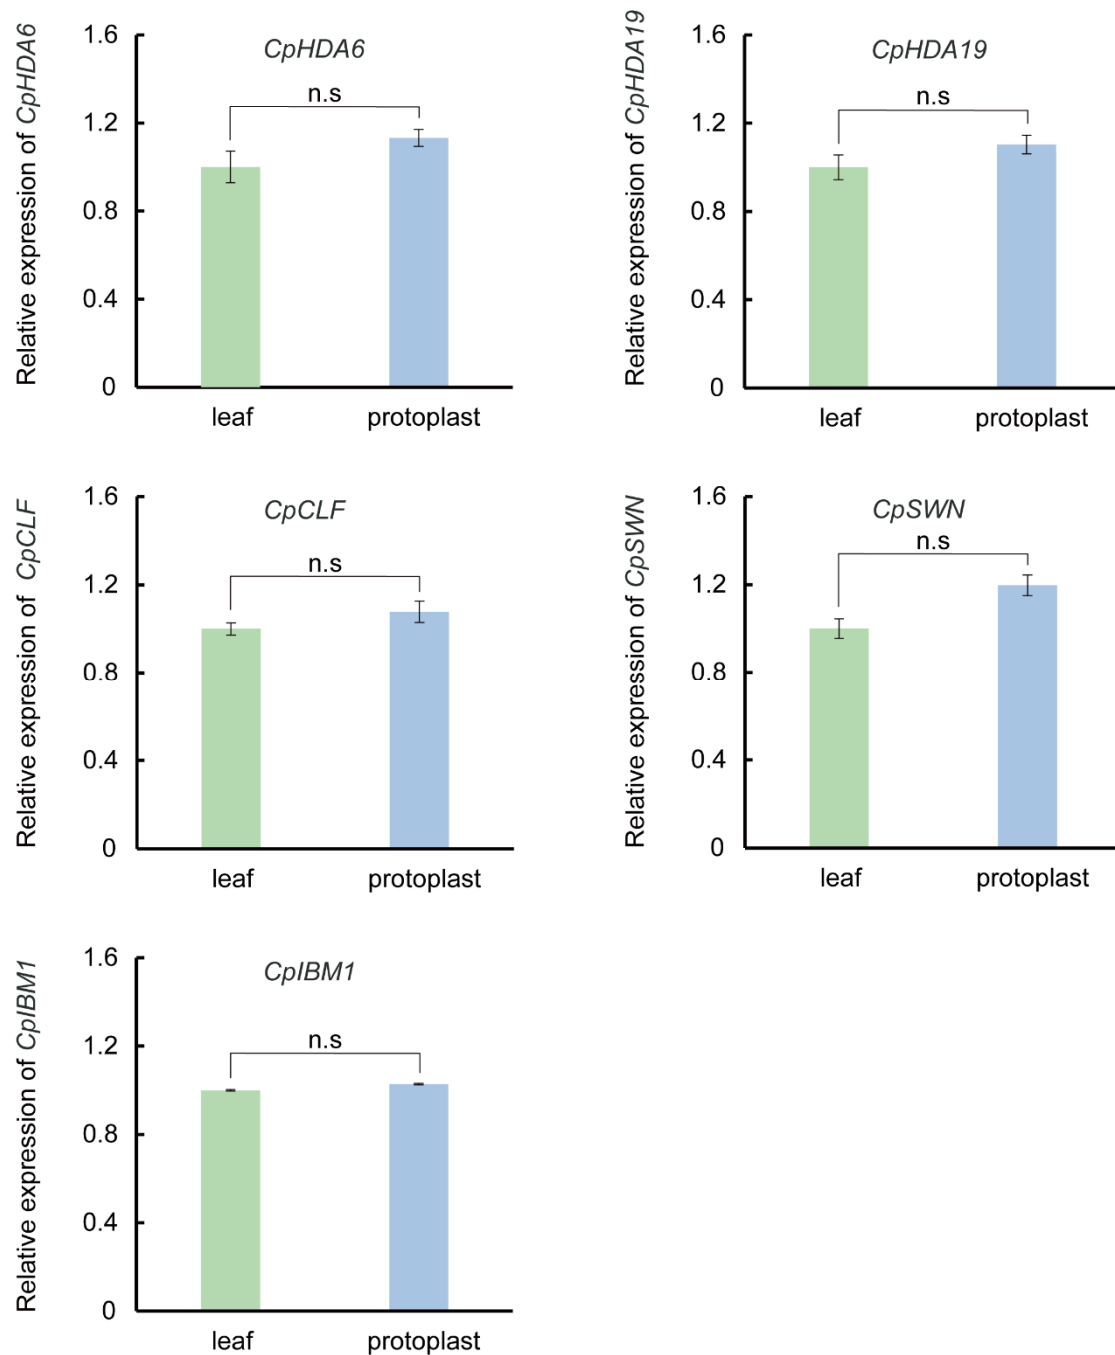 Relative expression of CpHDA6
CpHDA6
n.s
1.6
1.2
0.8
0.4
0
leaf
protoplast
Relative expression of CpHDA19
CpHDA19
n.s
1.6
1.2
0.8
0.4
0
leaf
protoplast
Relative expression of CpCLF
CpCLF
n.s
1.6
1.2
0.8
0.4
0
leaf
protoplast
Relative expression of CpSWN
CpSWN
n.s
1.6
1.2
0.8
0.4
0
leaf
protoplast
Relative expression of CpIBM1
CpIBM1
n.s
1.6
1.2
0.8
0.4
0
leaf
protoplast